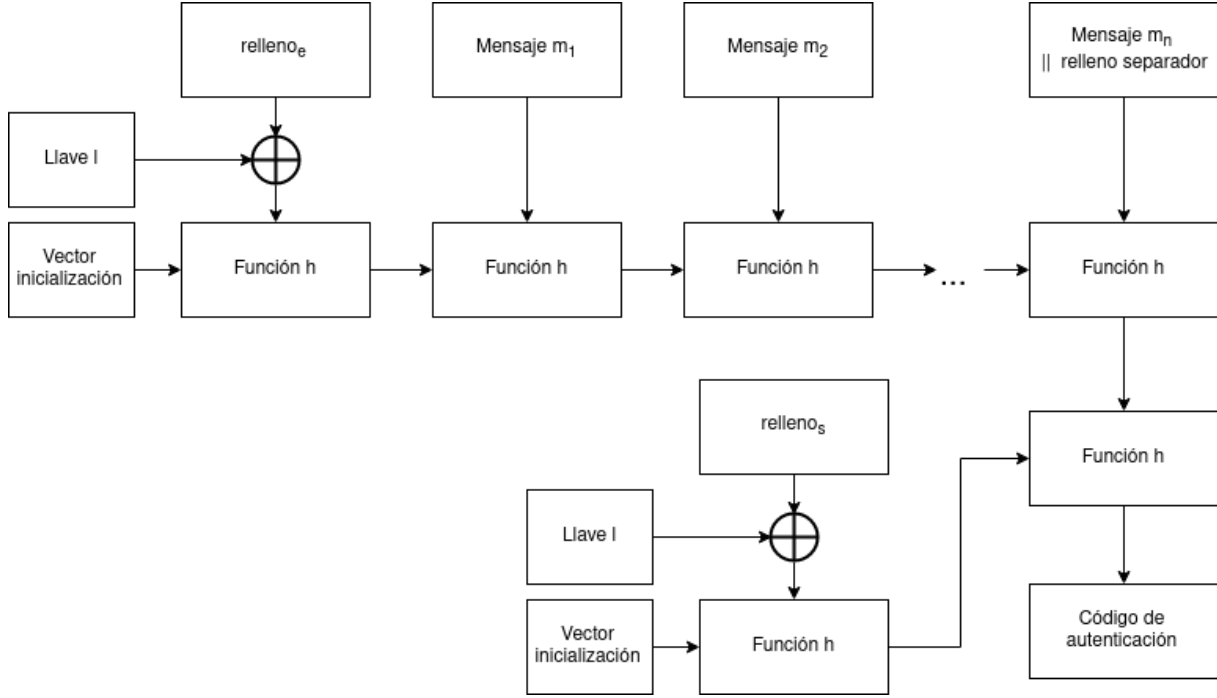 relleno_e
Mensaje m_1
Mensaje m_2
Mensaje m_n
|| relleno separador
Llave l
Vector
inicialización
Función h
Función h
Función h
...
Función h
relleno_s
Función h
Llave l
Vector
inicialización
Función h
Código de
autenticación